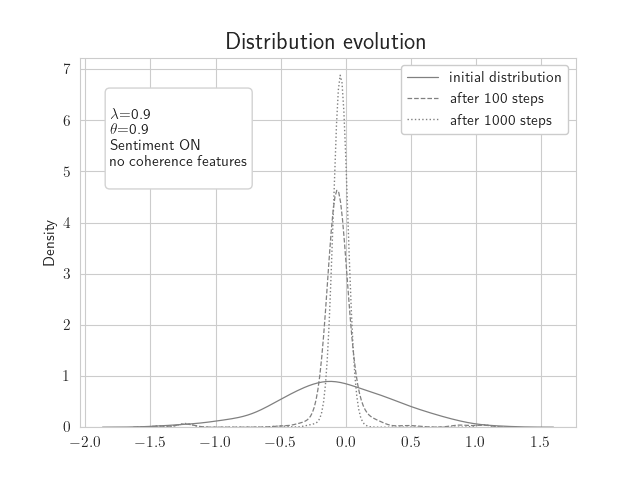 Distribution evolution
7
6
5
4
3
2
1
0
Density
λ=0.9
θ=0.9
Sentiment ON
no coherence features
initial distribution
after 100 steps
after 1000 steps
−2.0 −1.5 −1.0 −0.5 0.0 0.5 1.0 1.5